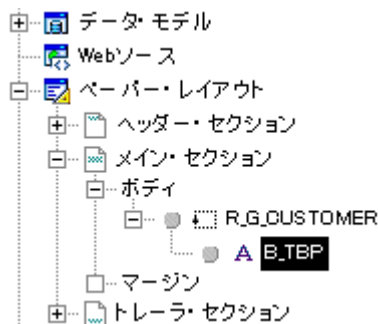 データ・モデル
Webソース
ペーパー・レイアウト
ヘッダー・セクション
メイン・セクション
ボディ
R_G_CUSTOMER
A B_TBP
マージン
トレーラ・セクション